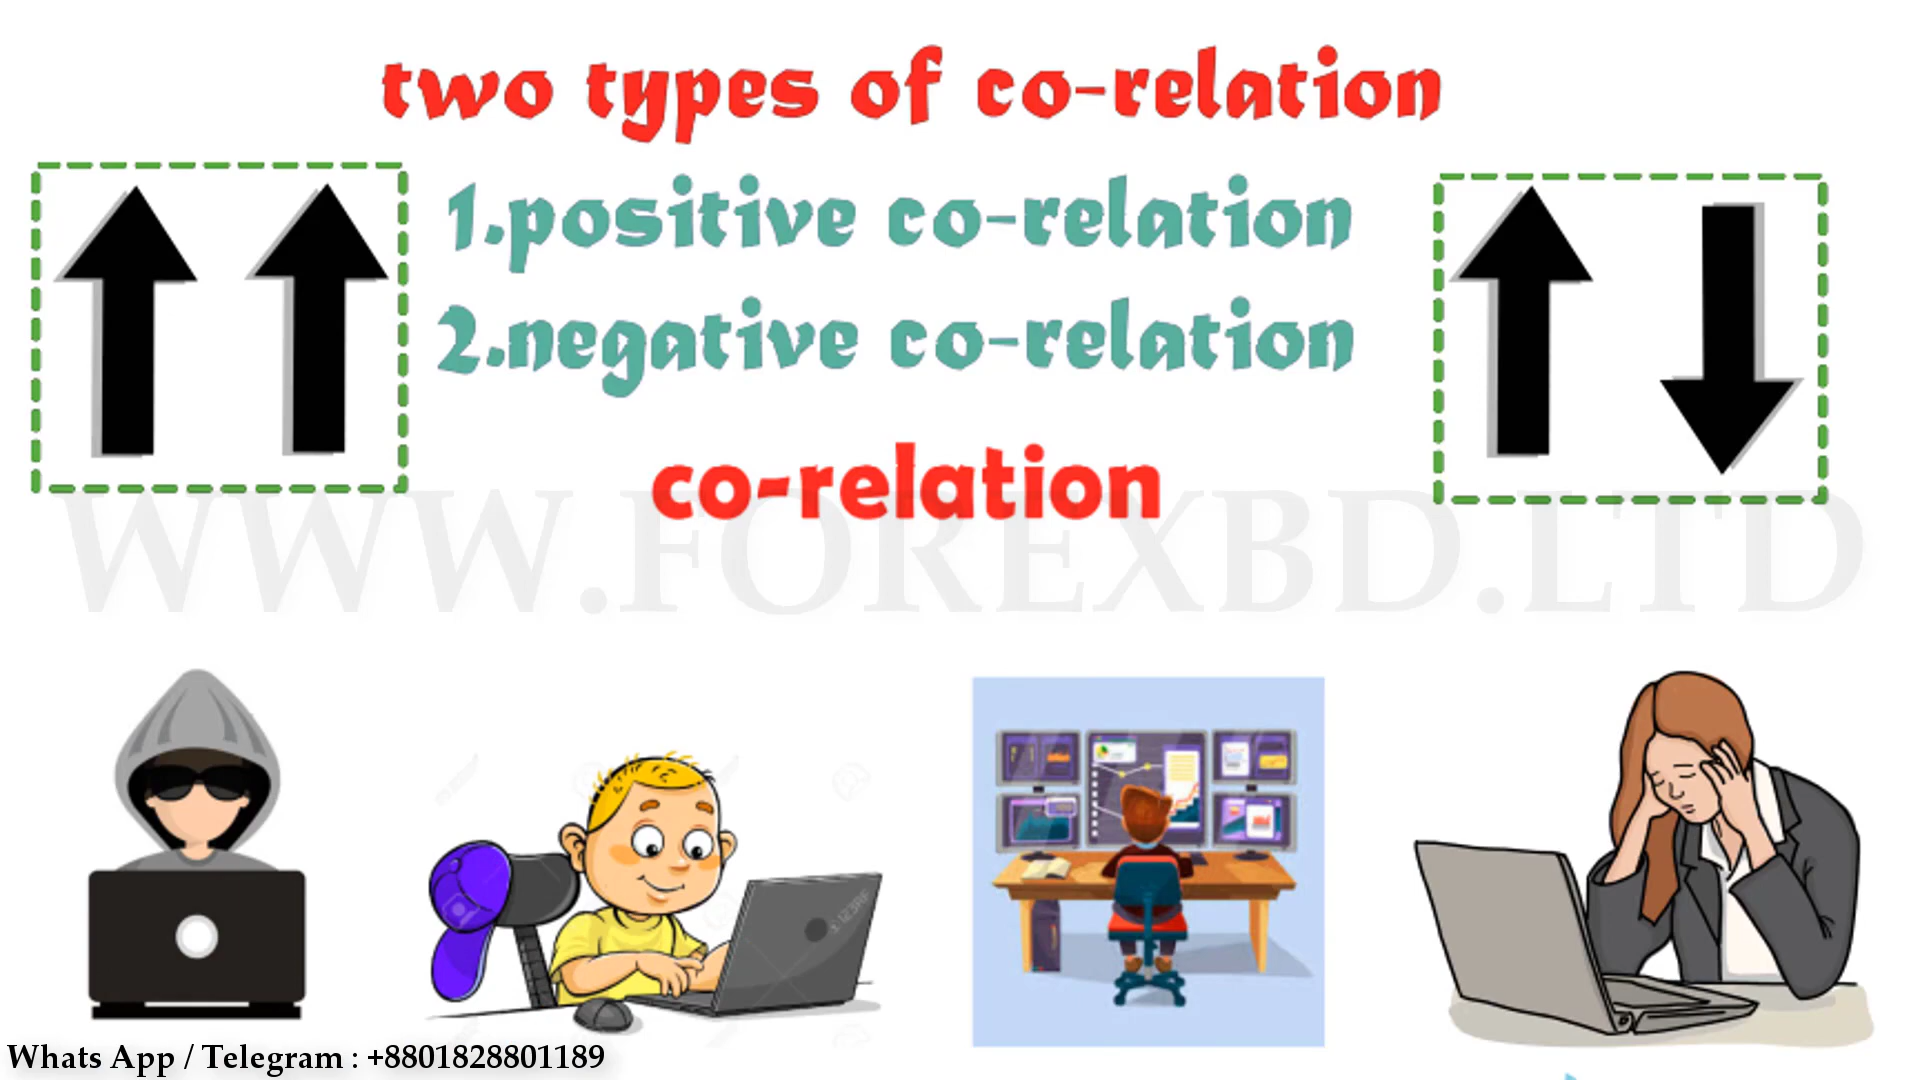 two types of co-relation
1.positive co-relation
2.negative co-relation
co-relation
WWW.FOREXBD.LTD
123RF
Whats App / Telegram : +8801828801189